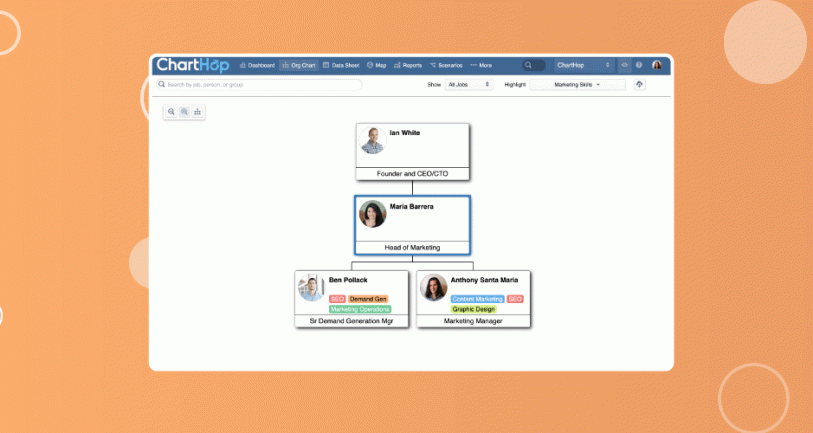 ChartHop Dashboard Org Chart Data Sheet Map Reports Scenarios More ChartHop
Search by job, person, or group Show All Jobs Highlight Marketing Skills
Ian White
Founder and CEO/CTO
Maria Barrera
Head of Marketing
Ben Pollack
SEO Demand Gen
Marketing Operations
Sr Demand Generation Mgr
Anthony Santa Maria
Content Marketing SEO
Graphic Design
Marketing Manager